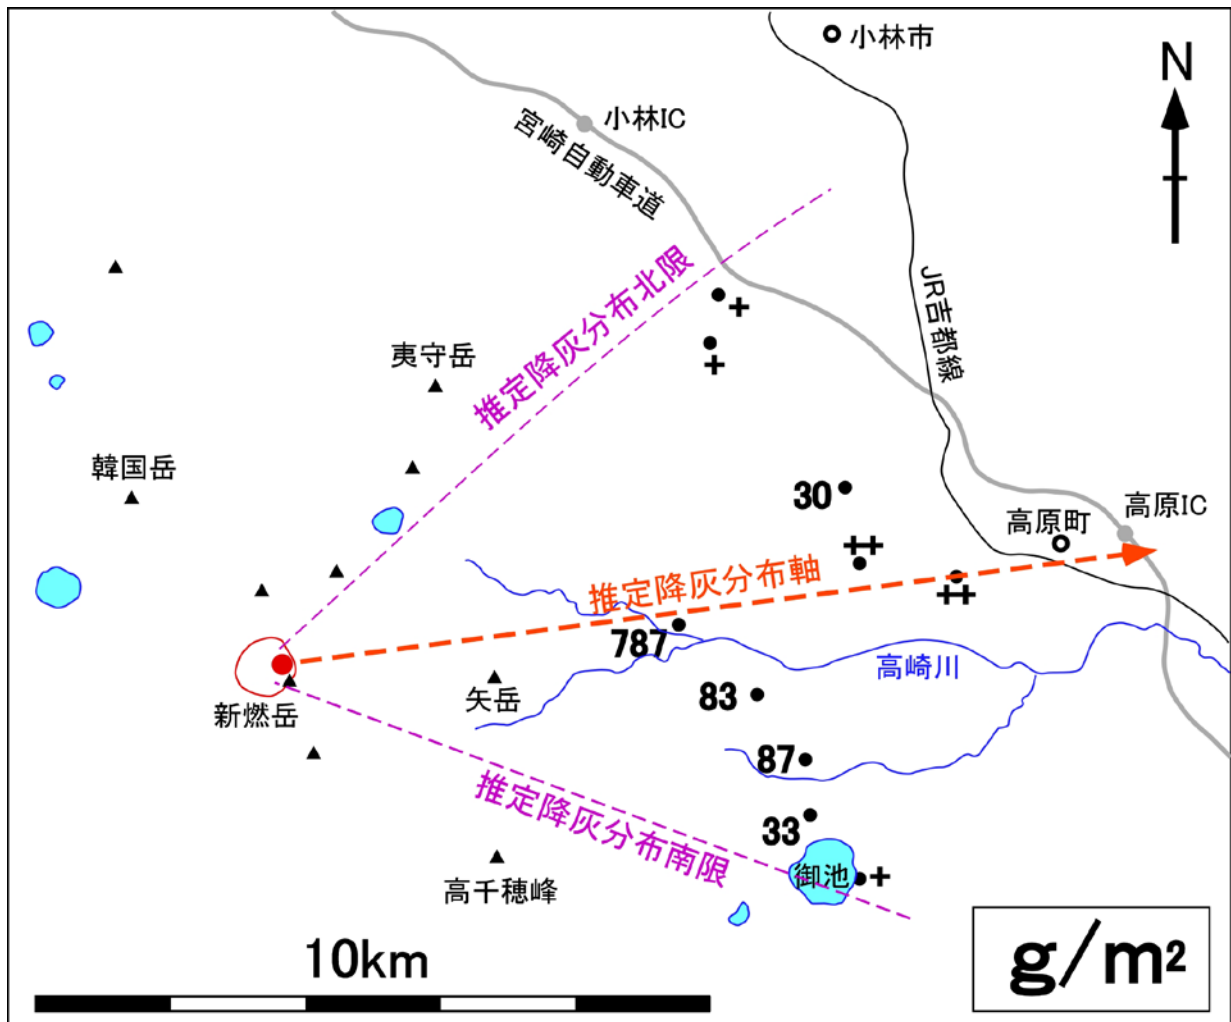 小林市
N
小林IC
宮崎自動車道
推定降灰分布北限
JR吉都線
夷守岳
韓国岳
30
高原IC
高原町
推定降灰分布軸
787
高崎川
矢岳
83
新燃岳
87
推定降灰分布南限
33
御池
高千穂峰
10km
g/m²